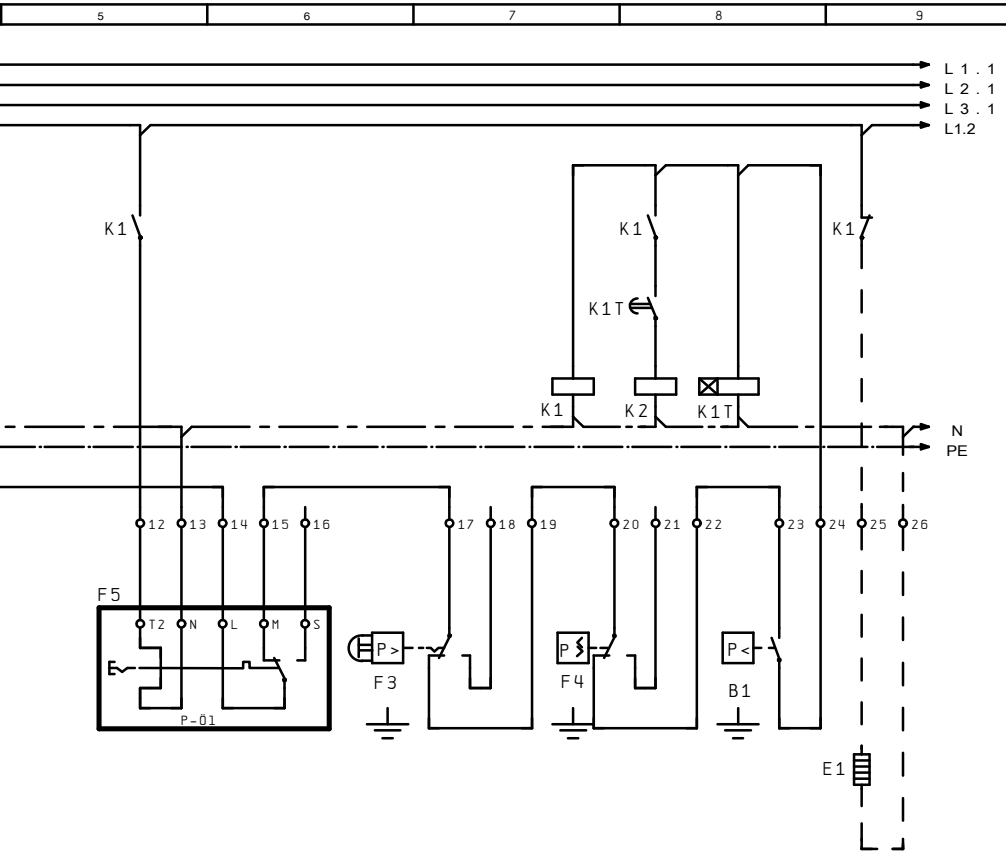 5 6 7 8 9
L1.1
L2.1
L3.1
L1.2
K1 K1 K1
K1T
K1 K2 K1T
N
PE
12 13 14 15 16 17 18 19 20 21 22 23 24 25 26
F5
T2 N L M S
P> P P<
F3 F4 B1
P-Öl
E1